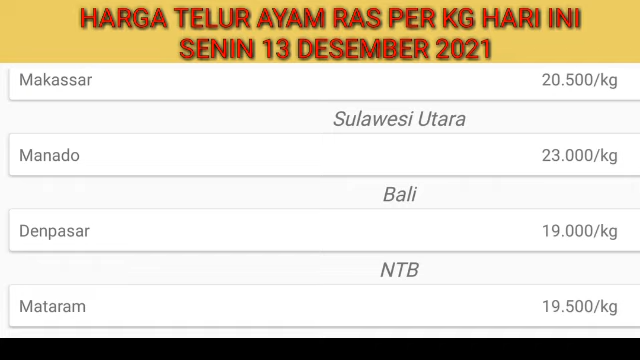 HARGA TELUR AYAM RAS PER KG HARI INI
SENIN 13 DESEMBER 2021
Makassar 20.500/kg
Sulawesi Utara
Manado 23.000/kg
Bali
Denpasar 19.000/kg
NTB
Mataram 19.500/kg